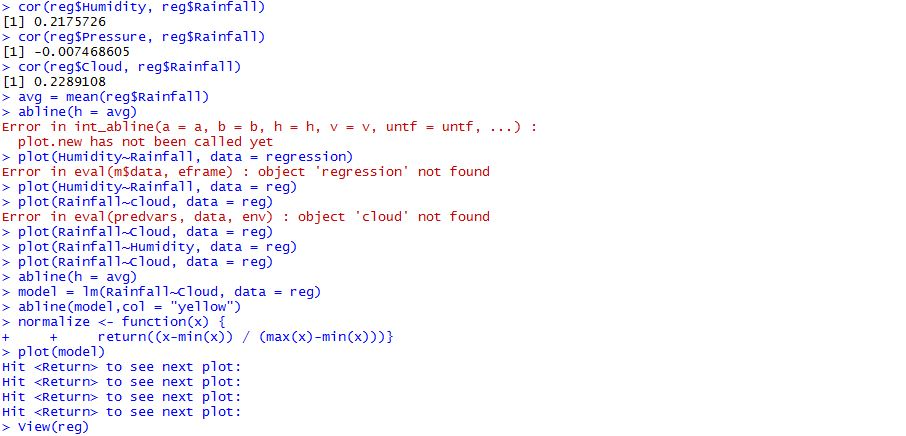 > cor(reg$Humidity, reg$Rainfall)
[1] 0.2175726
> cor(reg$Pressure, reg$Rainfall)
[1] -0.007468605
> cor(reg$Cloud, reg$Rainfall)
[1] 0.2289108
> avg = mean(reg$Rainfall)
> abline(h = avg)
Error in int_abline(a = a, b = b, h = h, v = v, untf = untf, ...) :
  plot.new has not been called yet
> plot(Humidity~Rainfall, data = regression)
Error in eval(m$data, eframe) : object 'regression' not found
> plot(Humidity~Rainfall, data = reg)
> plot(Rainfall~cloud, data = reg)
Error in eval(predvars, data, env) : object 'cloud' not found
> plot(Rainfall~Cloud, data = reg)
> plot(Rainfall~Humidity, data = reg)
> plot(Rainfall~Cloud, data = reg)
> abline(h = avg)
> model = lm(Rainfall~Cloud, data = reg)
> abline(model,col = "yellow")
> normalize <- function(x) {
+     +     return((x-min(x)) / (max(x)-min(x)))}
> plot(model)
Hit <Return> to see next plot:
Hit <Return> to see next plot:
Hit <Return> to see next plot:
Hit <Return> to see next plot:
> View(reg)